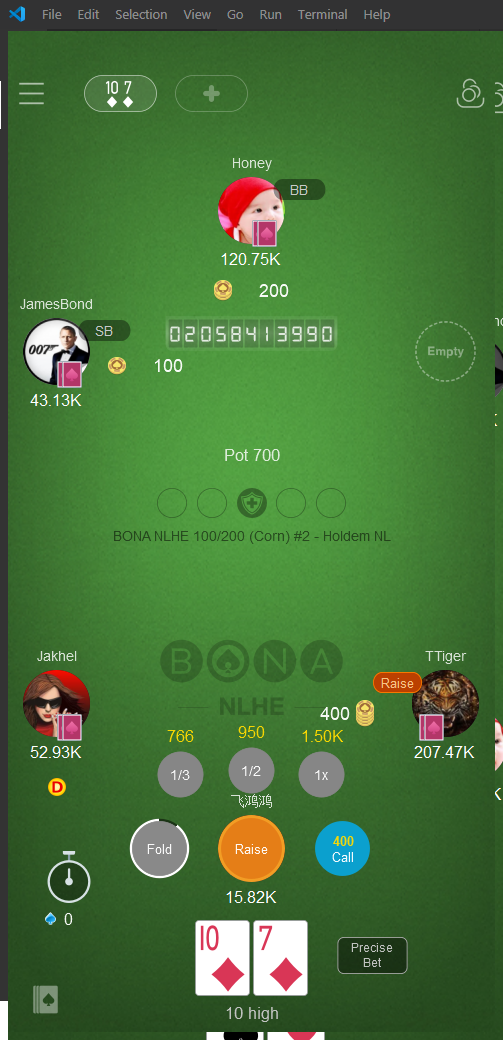 File Edit Selection View Go Run Terminal Help
10 7
Honey
BB
120.75K
200
JamesBond
007
SB
02058413990
100
43.13K
Empty
Pot 700
BONA NLHE 100/200 (Corn) #2 - Holdem NL
BONA
Jakhel
TTiger
Raise
NLHE
400
52.93K
766
950
1.50K
207.47K
1/3
1/2
1x
D
飞鸿鸿
Fold
Raise
400
Call
15.82K
0
10 7
Precise
Bet
10 high